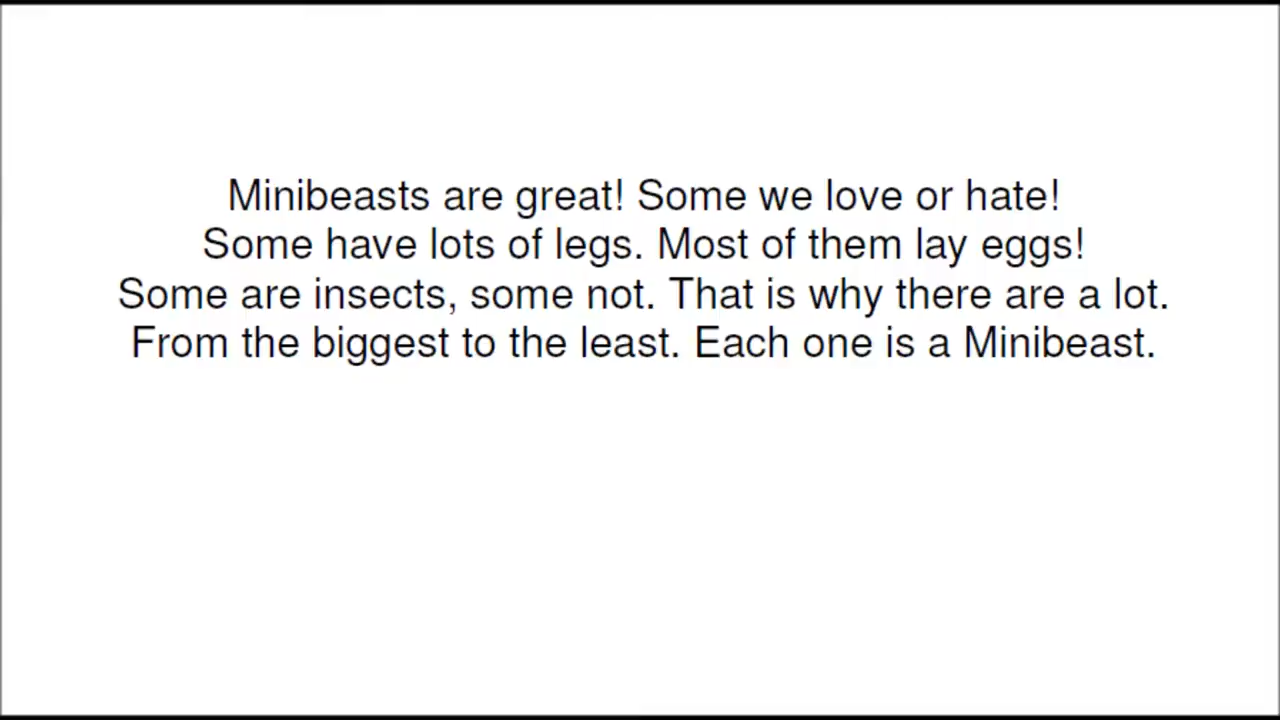 Minibeasts are great! Some we love or hate!
Some have lots of legs. Most of them lay eggs!
Some are insects, some not. That is why there are a lot.
From the biggest to the least. Each one is a Minibeast.